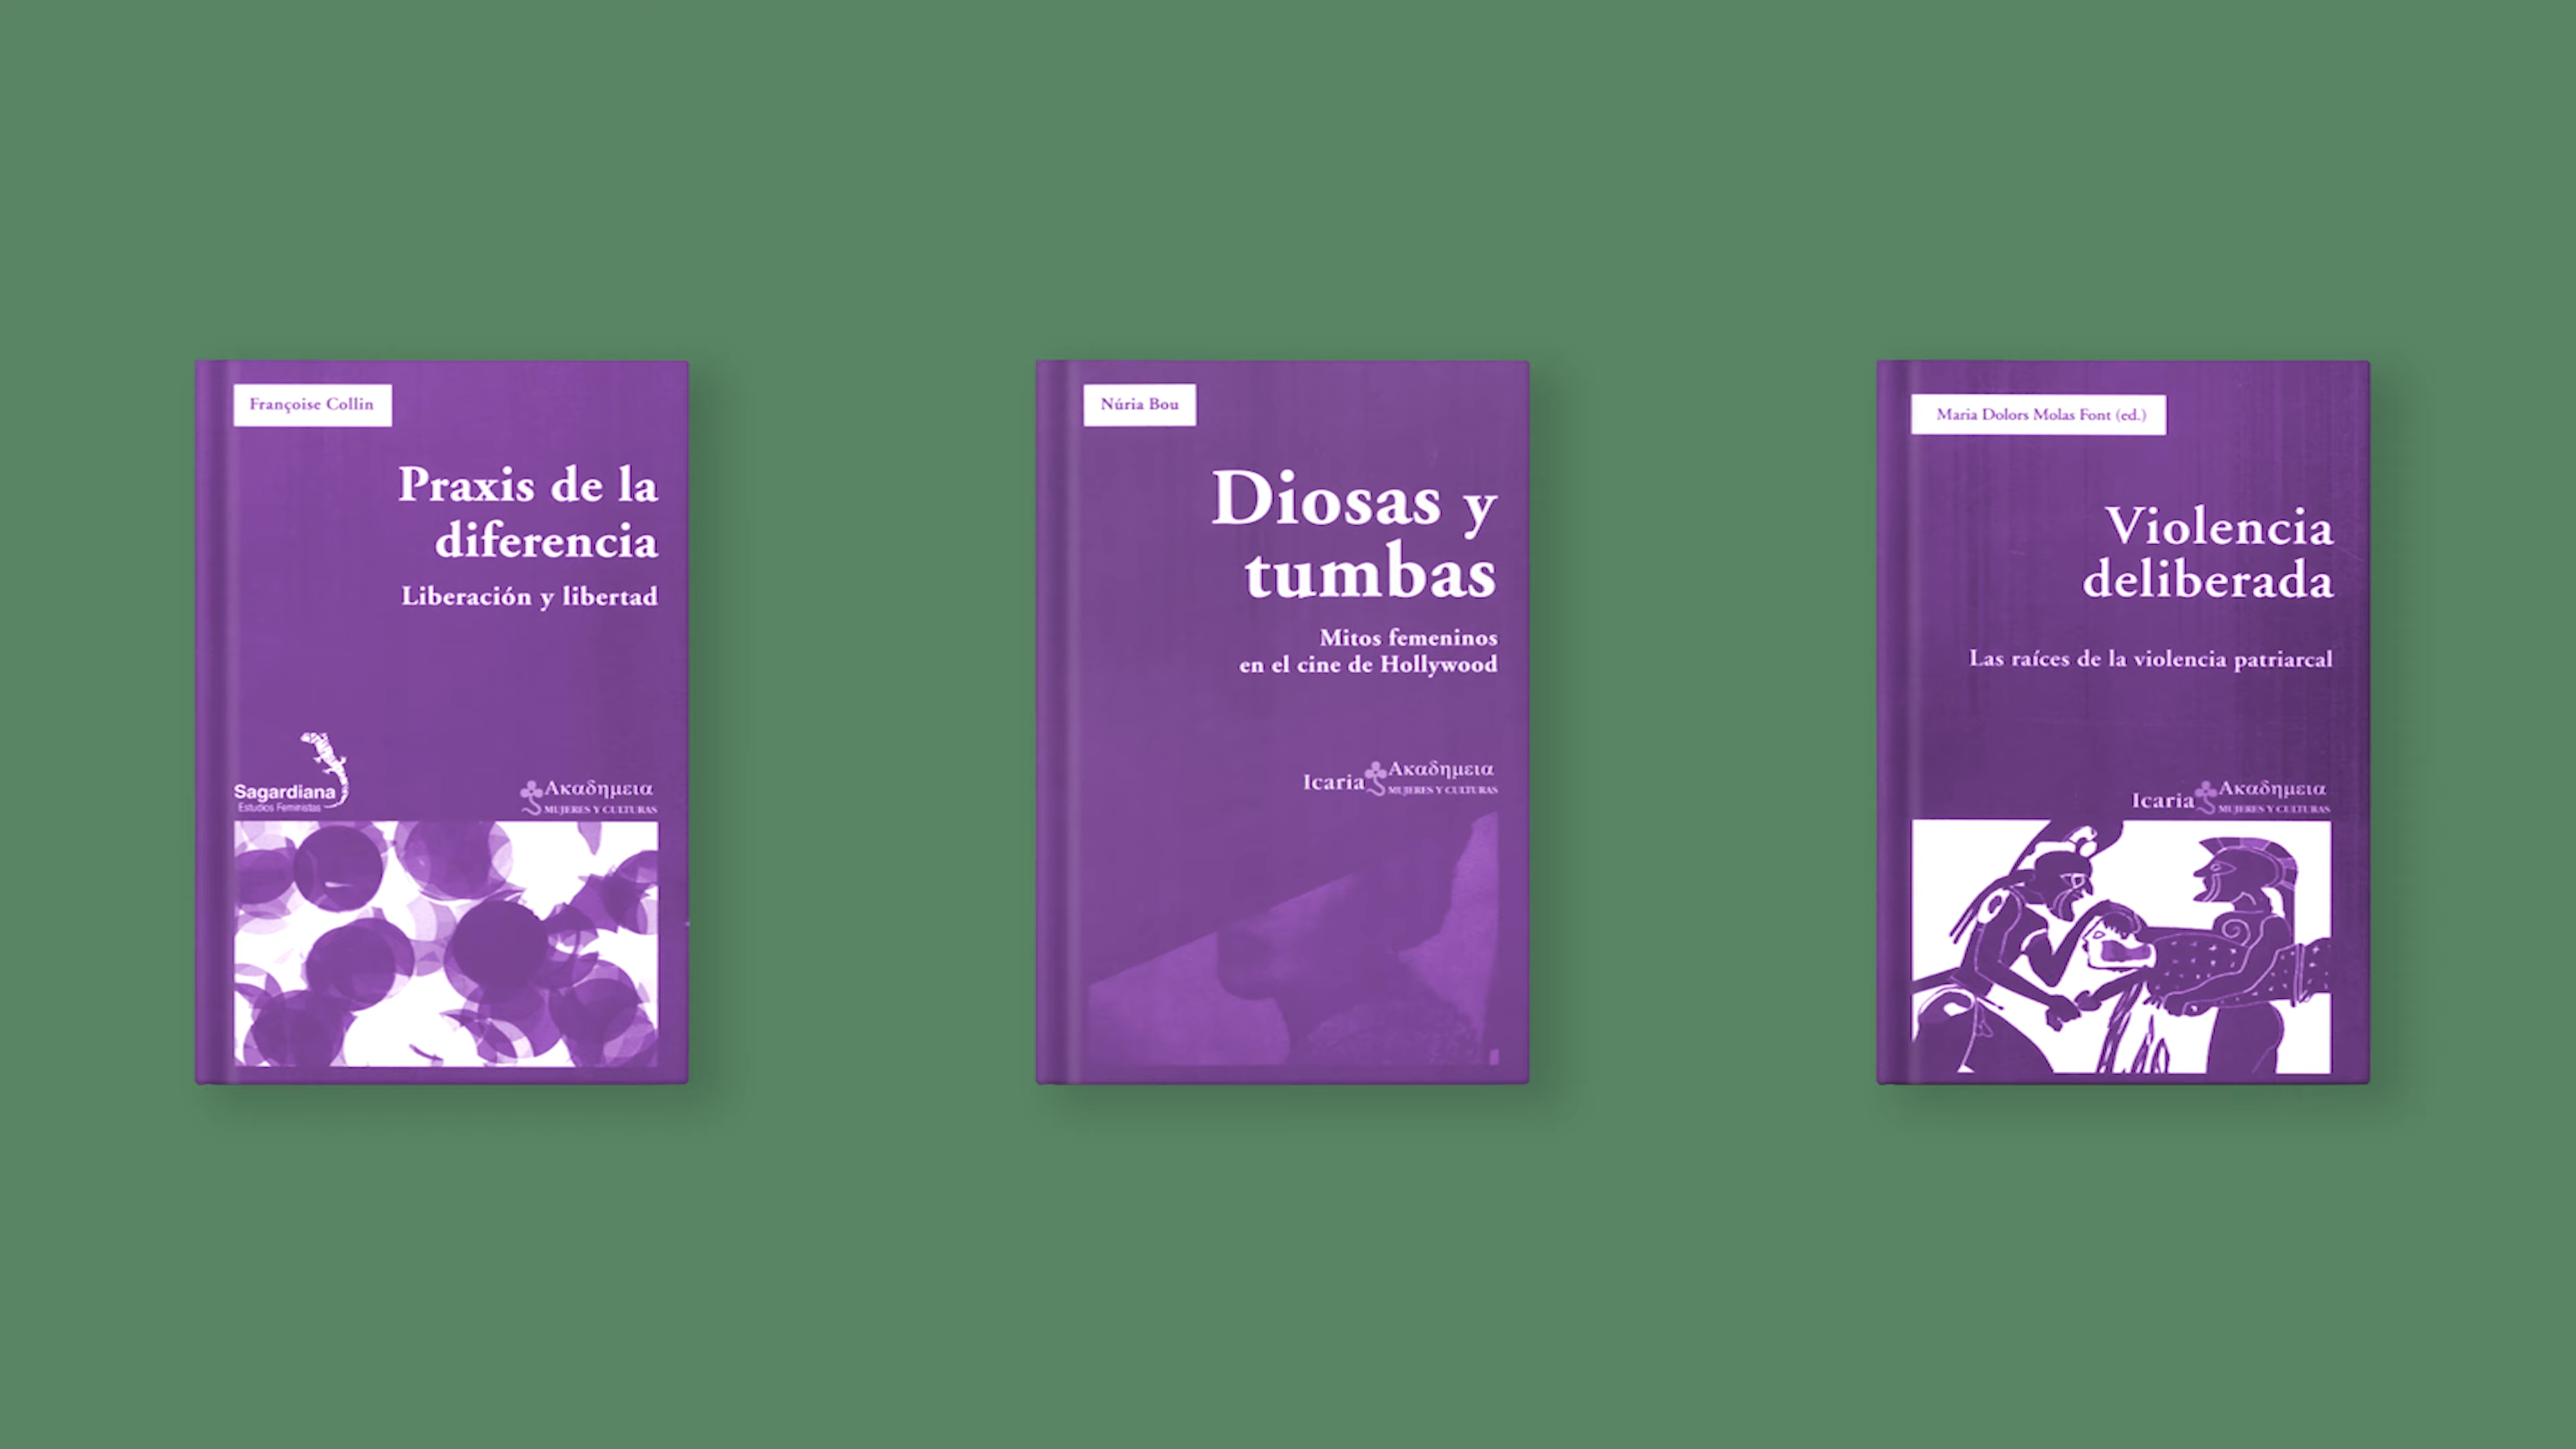 Françoise Collin
Praxis de la
diferencia
Liberación y libertad
Sagardiana
Estudios Feministas
Ακαδημεια
MUJERES Y CULTURAS
Núria Bou
Diosas y
tumbas
Mitos femeninos
en el cine de Hollywood
Icaria Ακαδημεια
MUJERES Y CULTURAS
Maria Dolors Molas Font (ed.)
Violencia
deliberada
Las raíces de la violencia patriarcal
Icaria Ακαδημεια
MUJERES Y CULTURAS